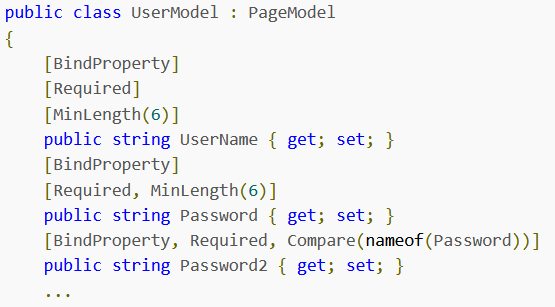 public class UserModel : PageModel
{
    [BindProperty]
    [Required]
    [MinLength(6)]
    public string UserName { get; set; }
    [BindProperty]
    [Required, MinLength(6)]
    public string Password { get; set; }
    [BindProperty, Required, Compare(nameof(Password))]
    public string Password2 { get; set; }
    ...